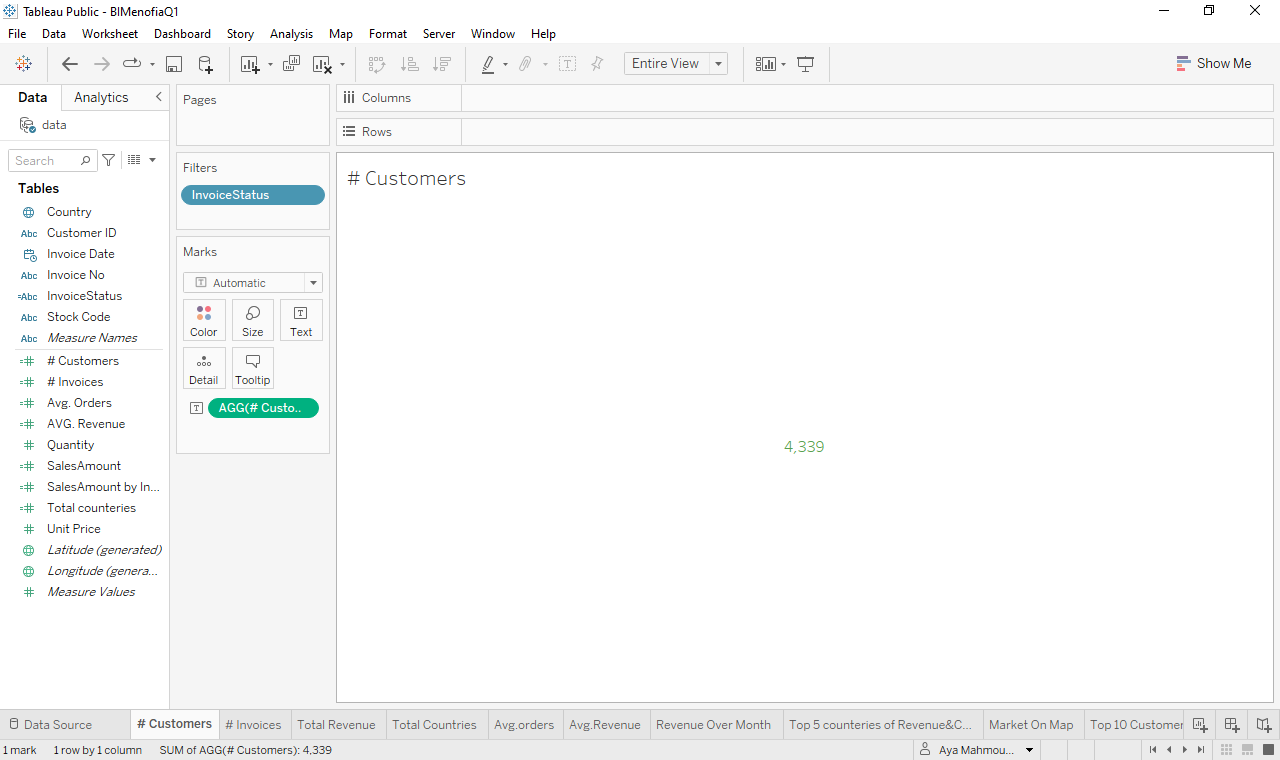 Tableau Public - BIMenofiaQ1
File Data Worksheet Dashboard Story Analysis Map Format Server Window Help
Entire View
Show Me
Data Analytics
data
Search
Tables
Country
Abc Customer ID
Invoice Date
Abc Invoice No
=Abc InvoiceStatus
Abc Stock Code
Abc Measure Names
=# # Customers
=# # Invoices
=# Avg. Orders
=# AVG. Revenue
# Quantity
=# SalesAmount
=# SalesAmount by In...
=# Total counteries
# Unit Price
Latitude (generated)
Longitude (genera...
# Measure Values
Pages
Filters
InvoiceStatus
Marks
T Automatic
Color Size T Text
Detail Tooltip
T AGG(# Custo..
Columns
Rows
# Customers
4,339
Data Source # Customers # Invoices Total Revenue Total Countries Avg.orders Avg.Revenue Revenue Over Month Top 5 counteries of Revenue&C... Market On Map Top 10 Customer
1 mark 1 row by 1 column SUM of AGG(# Customers): 4,339 Aya Mahmou...